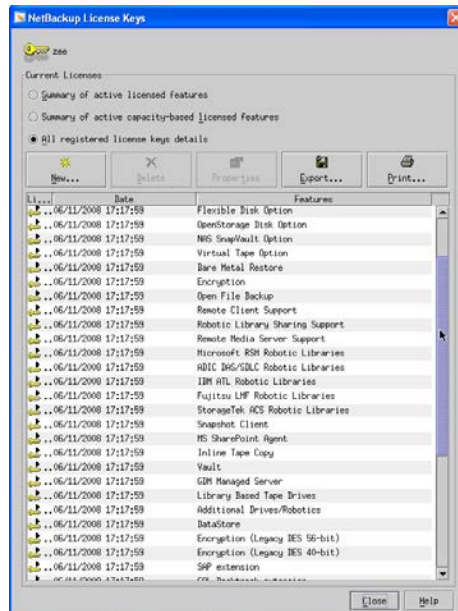 NetBackup License Keys
zee
Current Licenses
Summary of active licensed features
Summary of active capacity-based licensed features
All registered license keys details
New... Delete Properties Export... Print...
Li... Date Features
..06/11/2008 17:17:59 Flexible Disk Option
..06/11/2008 17:17:59 OpenStorage Disk Option
..06/11/2008 17:17:59 NAS SnapVault Option
..06/11/2008 17:17:59 Virtual Tape Option
..06/11/2008 17:17:59 Bare Metal Restore
..06/11/2008 17:17:59 Encryption
..06/11/2008 17:17:59 Open File Backup
..06/11/2008 17:17:59 Remote Client Support
..06/11/2008 17:17:59 Robotic Library Sharing Support
..06/11/2008 17:17:59 Remote Media Server Support
..06/11/2008 17:17:59 Microsoft RSM Robotic Libraries
..06/11/2008 17:17:59 ADIC DAS/SDLC Robotic Libraries
..06/11/2008 17:17:59 IBM ATL Robotic Libraries
..06/11/2008 17:17:59 Fujitsu LMF Robotic Libraries
..06/11/2008 17:17:59 StorageTek ACS Robotic Libraries
..06/11/2008 17:17:59 Snapshot Client
..06/11/2008 17:17:59 MS SharePoint Agent
..06/11/2008 17:17:59 Inline Tape Copy
..06/11/2008 17:17:59 Vault
..06/11/2008 17:17:59 GDM Managed Server
..06/11/2008 17:17:59 Library Based Tape Drives
..06/11/2008 17:17:59 Additional Drives/Robotics
..06/11/2008 17:17:59 DataStore
..06/11/2008 17:17:59 Encryption (Legacy DES 56-bit)
..06/11/2008 17:17:59 Encryption (Legacy DES 40-bit)
..06/11/2008 17:17:59 SAP extension
Close Help